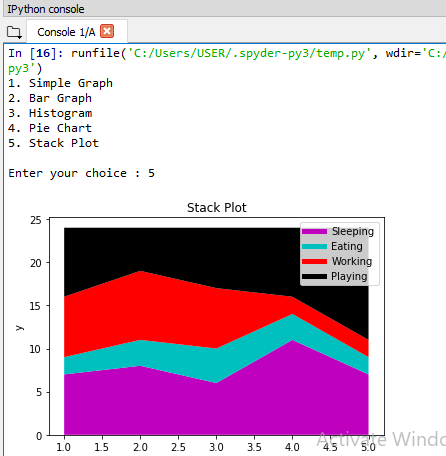 IPython console
Console 1/A
In [16]: runfile('C:/Users/USER/.spyder-py3/temp.py', wdir='C:/
py3')
1. Simple Graph
2. Bar Graph
3. Histogram
4. Pie Chart
5. Stack Plot
Enter your choice : 5
Stack Plot
25
20
15
10
5
0
y
Sleeping
Eating
Working
Playing
1.0 1.5 2.0 2.5 3.0 3.5 4.0 4.5 5.0
Activate Windo